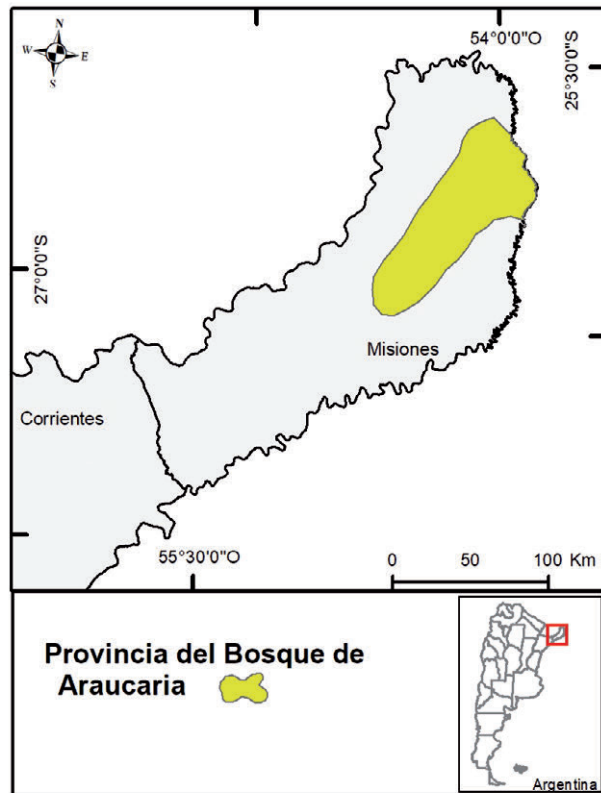 N
W E
S
54°0'0"O
25°30'0"S
27°0'0"S
Misiones
Corrientes
55°30'0"O
0 50 100 Km
Provincia del Bosque de
Araucaria
Argentina